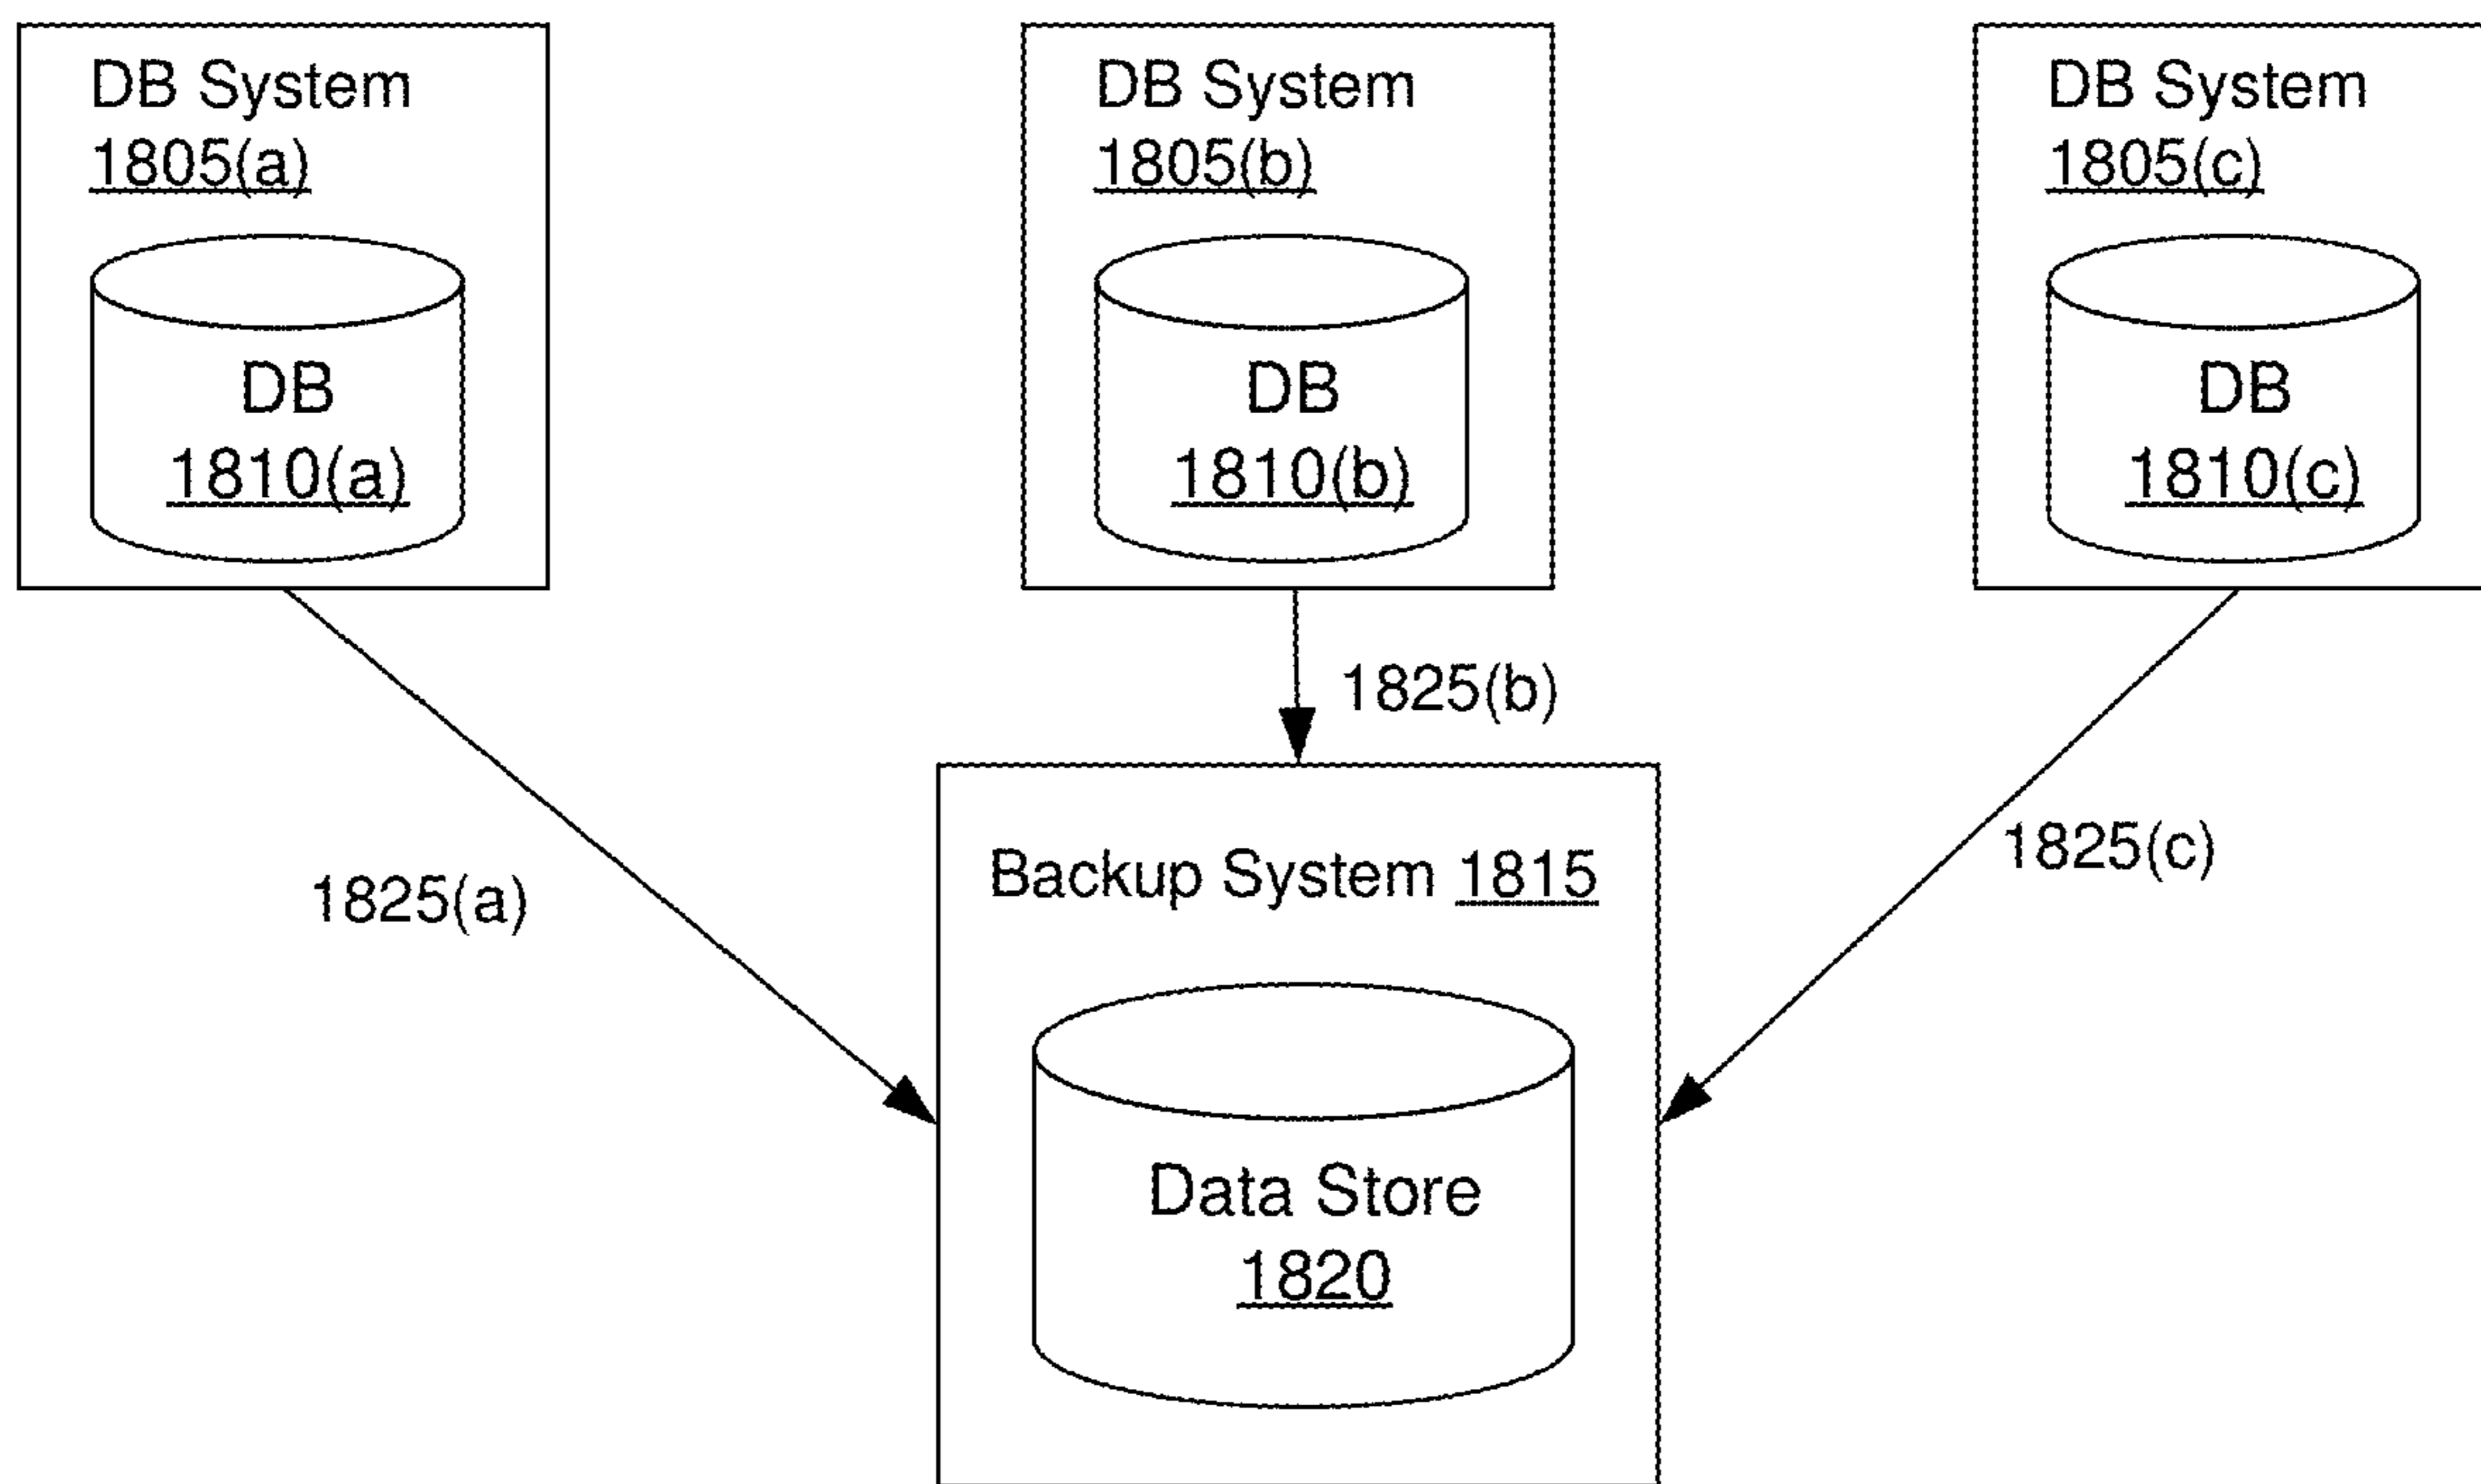 DB System
1805(a)
DB
1810(a)
DB System
1805(b)
DB
1810(b)
DB System
1805(c)
DB
1810(c)
1825(a)
1825(b)
1825(c)
Backup System 1815
Data Store
1820